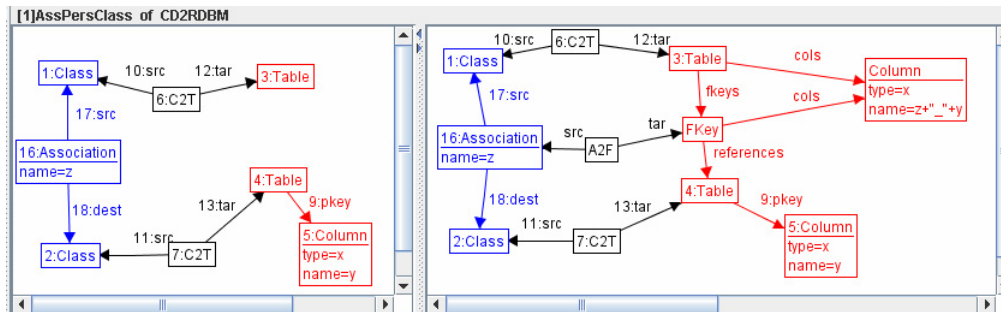 [1]AssPersClass of CD2RDBM
10:src
12:tar
1:Class
3:Table
6:C2T
17:src
16:Association
name=z
4:Table
18:dest
13:tar
9:pkey
11:src
5:Column
2:Class
7:C2T
type=x
name=y
10:src
6:C2T
12:tar
cols
1:Class
3:Table
Column
type=x
name=z+"_"+y
17:src
fkeys
cols
src
tar
16:Association
name=z
A2F
FKey
references
18:dest
4:Table
13:tar
9:pkey
11:src
5:Column
2:Class
7:C2T
type=x
name=y